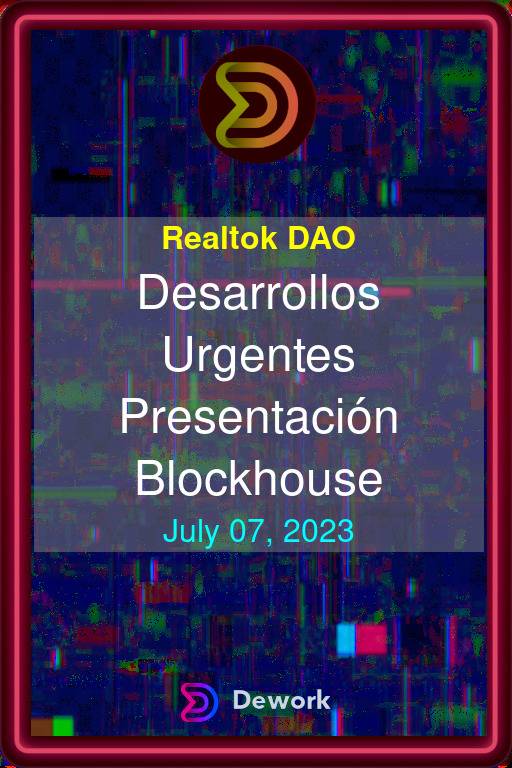 Realtok DAO
Desarrollos
Urgentes
Presentación
Blockhouse
July 07, 2023
Dework